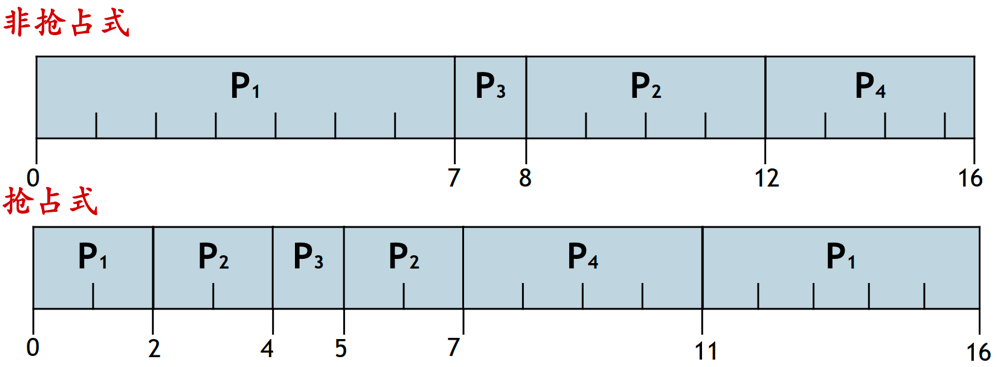 非抢占式
P₁ P₃ P₂ P₄
0 7 8 12 16
抢占式
P₁ P₂ P₃ P₂ P₄ P₁
0 2 4 5 7 11 16